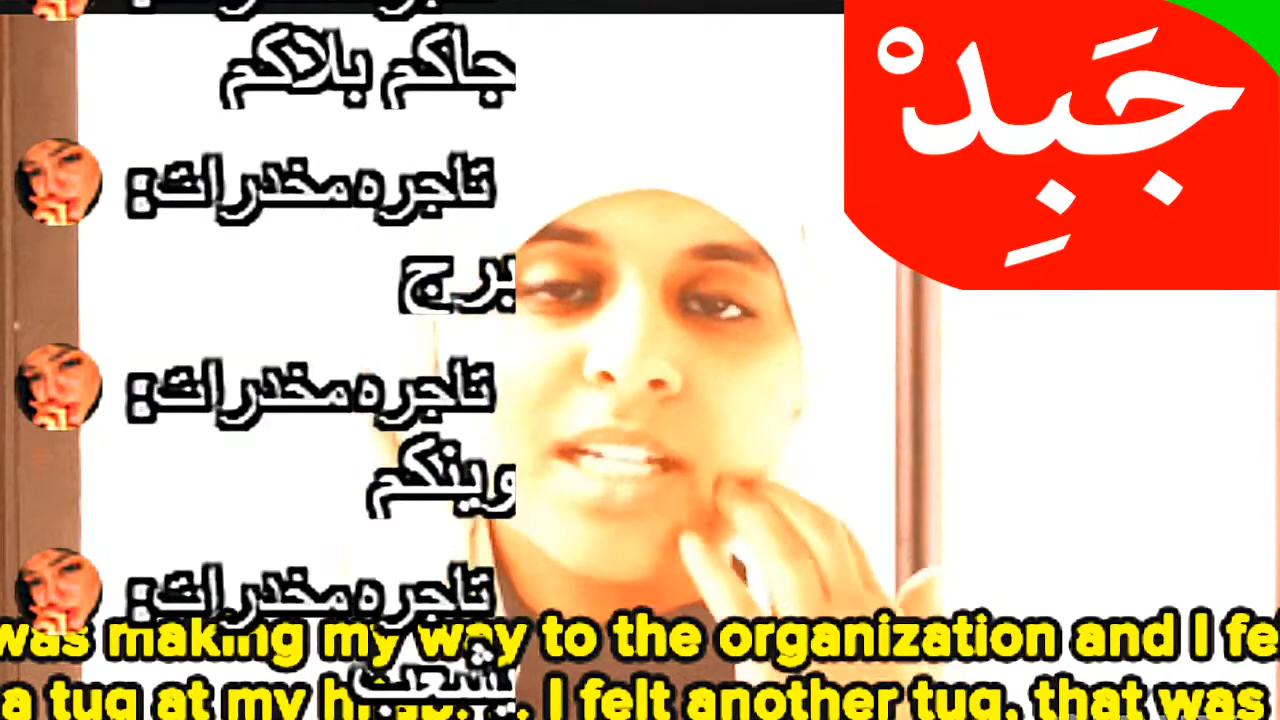 جاكم بلاكم
جَبِدْ
تاجره مخدرات:
برج
تاجره مخدرات:
وينكم
تاجره مخدرات:
was making my way to the organization and I fe
a tug at my I felt another tug, that was